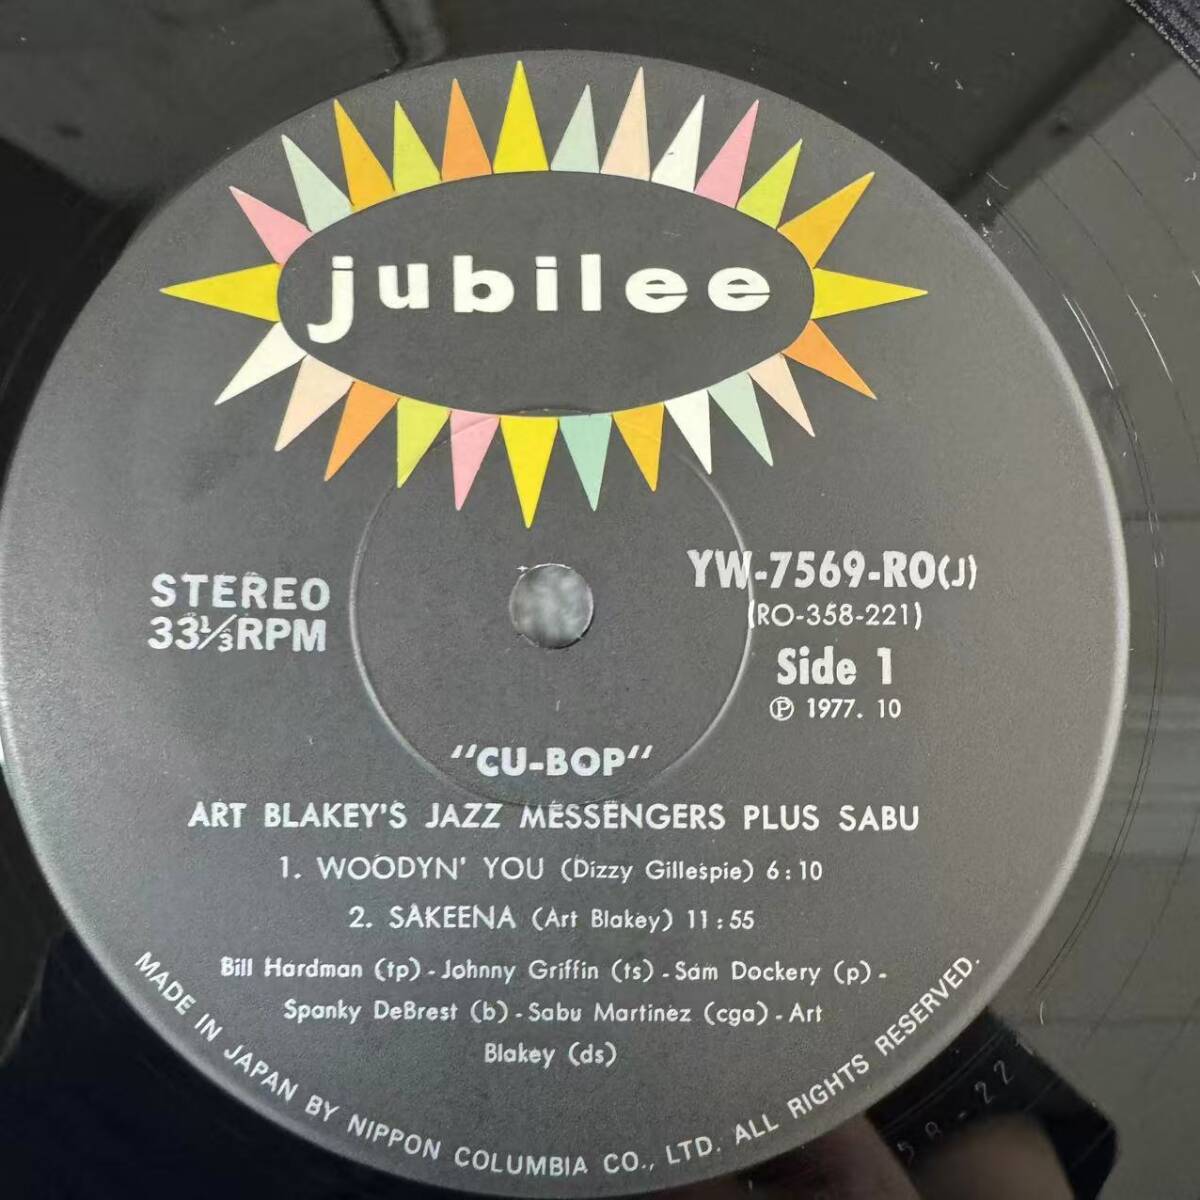 jubilee
STEREO
33⅓RPM
YW-7569-RO(J)
(RO-358-221)
Side 1
Ⓟ 1977. 10
"CU-BOP"
ART BLAKEY'S JAZZ MESSENGERS PLUS SABU
1. WOODYN' YOU (Dizzy Gillespie) 6:10
2. SAKEENA (Art Blakey) 11:55
Bill Hardman (tp) - Johnny Griffin (ts) - Sam Dockery (p) -
Spanky DeBrest (b) - Sabu Martinez (cga) - Art
Blakey (ds)
MADE IN JAPAN BY NIPPON COLUMBIA CO., LTD. ALL RIGHTS RESERVED.